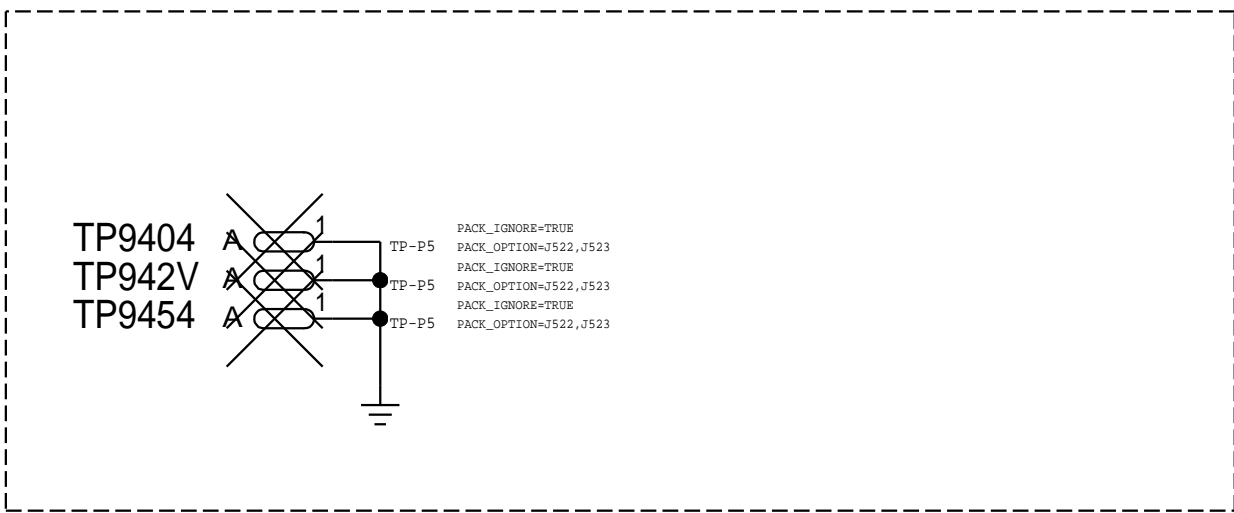 PACK_IGNORE=TRUE
TP9404 A 1 TP-P5 PACK_OPTION=J522,J523
PACK_IGNORE=TRUE
TP942V A 1 TP-P5 PACK_OPTION=J522,J523
PACK_IGNORE=TRUE
TP9454 A 1 TP-P5 PACK_OPTION=J522,J523